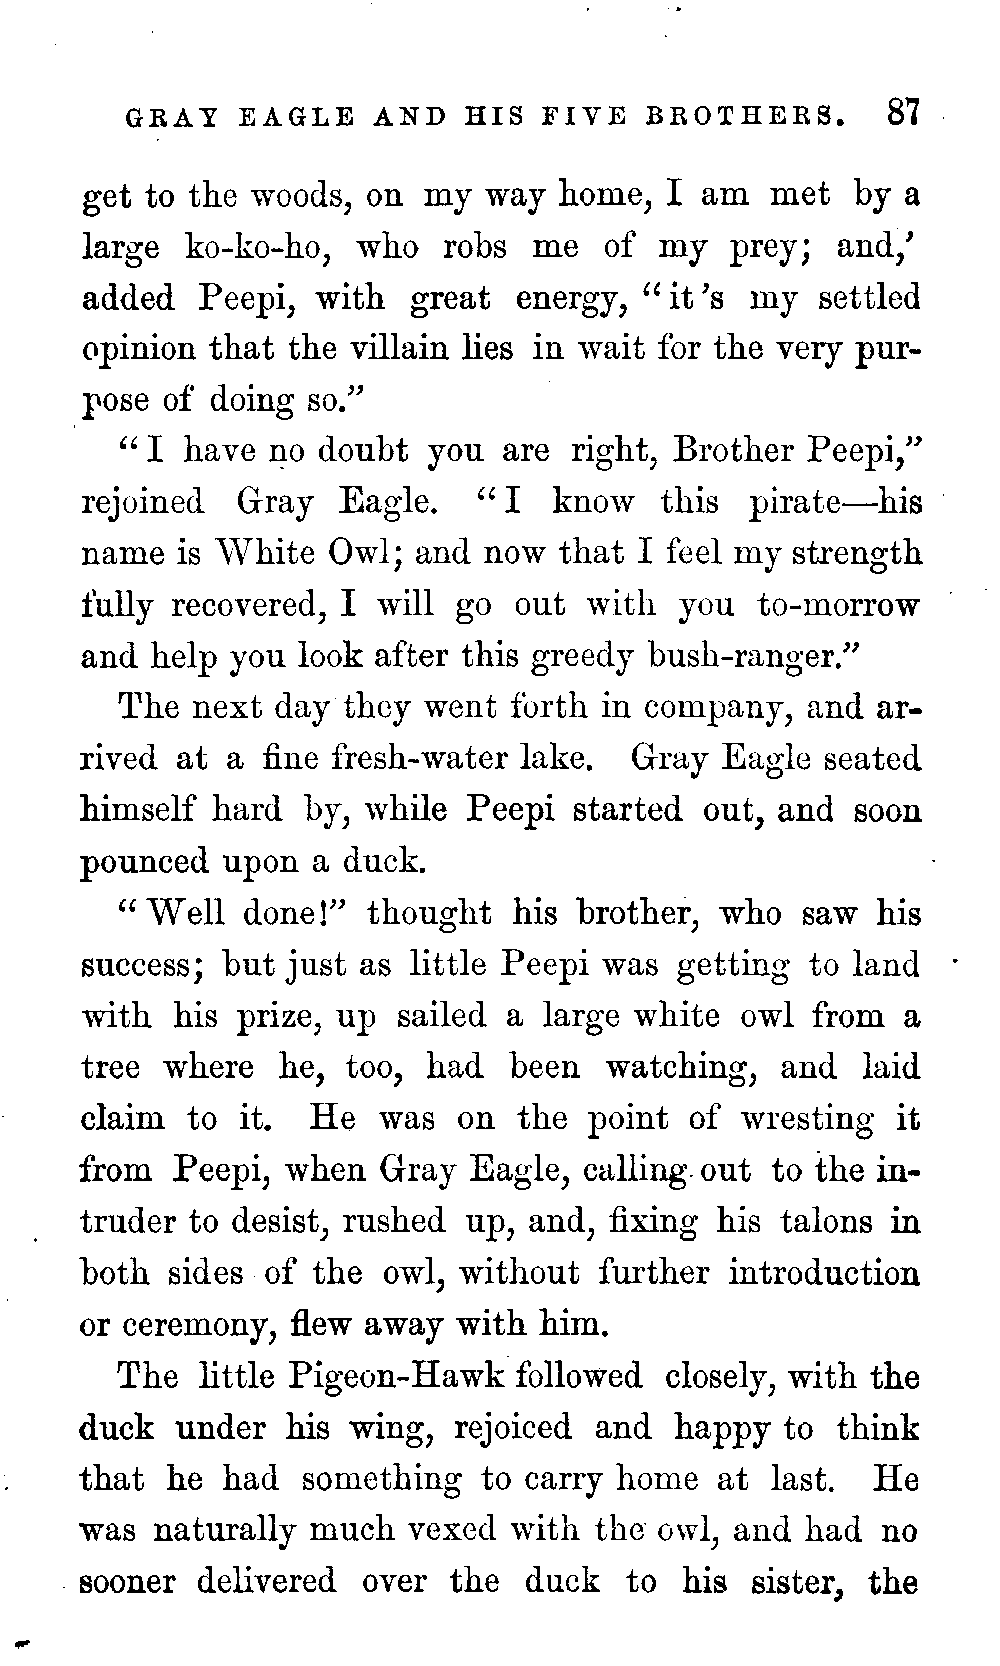 GRAY EAGLE AND HIS FIVE BROTHERS. 87
get to the woods, on my way home, I am met by a
large ko-ko-ho, who robs me of my prey; and,'
added Peepi, with great energy, "it's my settled
opinion that the villain lies in wait for the very pur-
pose of doing so."
"I have no doubt you are right, Brother Peepi,"
rejoined Gray Eagle. "I know this pirate—his
name is White Owl; and now that I feel my strength
fully recovered, I will go out with you to-morrow
and help you look after this greedy bush-ranger."
The next day they went forth in company, and ar-
rived at a fine fresh-water lake. Gray Eagle seated
himself hard by, while Peepi started out, and soon
pounced upon a duck.
"Well done!" thought his brother, who saw his
success; but just as little Peepi was getting to land
with his prize, up sailed a large white owl from a
tree where he, too, had been watching, and laid
claim to it. He was on the point of wresting it
from Peepi, when Gray Eagle, calling out to the in-
truder to desist, rushed up, and, fixing his talons in
both sides of the owl, without further introduction
or ceremony, flew away with him.
The little Pigeon-Hawk followed closely, with the
duck under his wing, rejoiced and happy to think
that he had something to carry home at last. He
was naturally much vexed with the owl, and had no
sooner delivered over the duck to his sister, the